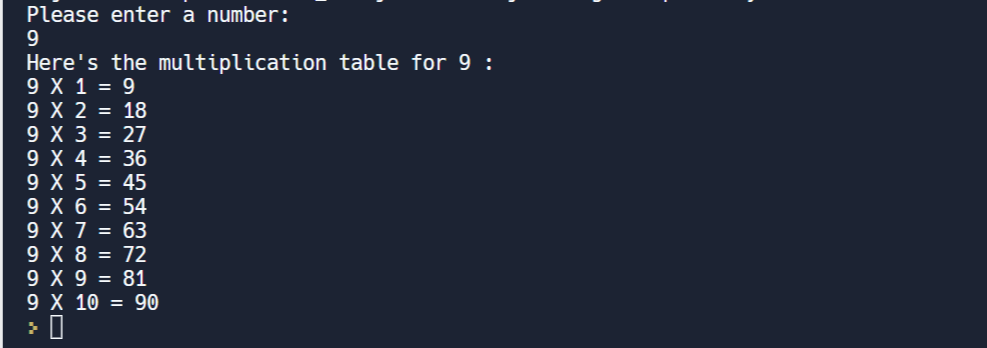 Please enter a number:
9
Here's the multiplication table for 9 :
9 X 1 = 9
9 X 2 = 18
9 X 3 = 27
9 X 4 = 36
9 X 5 = 45
9 X 6 = 54
9 X 7 = 63
9 X 8 = 72
9 X 9 = 81
9 X 10 = 90